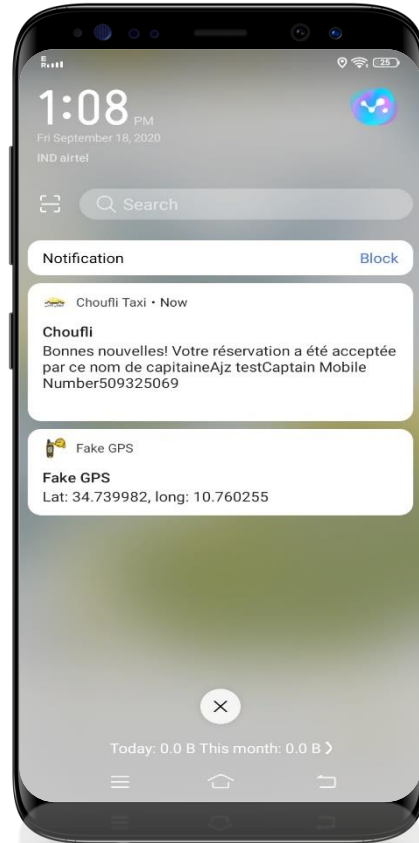 E
R
25
1:08 PM
Fri September 18, 2020
IND airtel
Search
Notification Block
Choufli Taxi • Now
Choufli
Bonnes nouvelles! Votre réservation a été acceptée
par ce nom de capitaineAjz testCaptain Mobile
Number509325069
Fake GPS
Fake GPS
Lat: 34.739982, long: 10.760255
Today: 0.0 B This month: 0.0 B